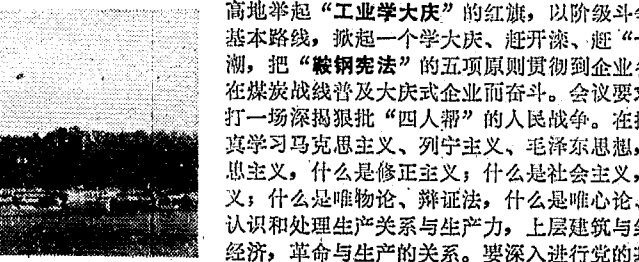 高地举起“工业学大庆”的红旗，以阶级斗争
基本路线，掀起一个学大庆、赶开滦、赶“
潮，把“鞍钢宪法”的五项原则贯彻到企业
在煤炭战线普及大庆式企业而奋斗。会议要
打一场深揭狠批“四人帮”的人民战争。在
真学习马克思主义、列宁主义、毛泽东思想，
思主义，什么是修正主义；什么是社会主义，
义；什么是唯物论、辩证法，什么是唯心论、
认识和处理生产关系与生产力，上层建筑与
经济，革命与生产的关系。要深入进行党的